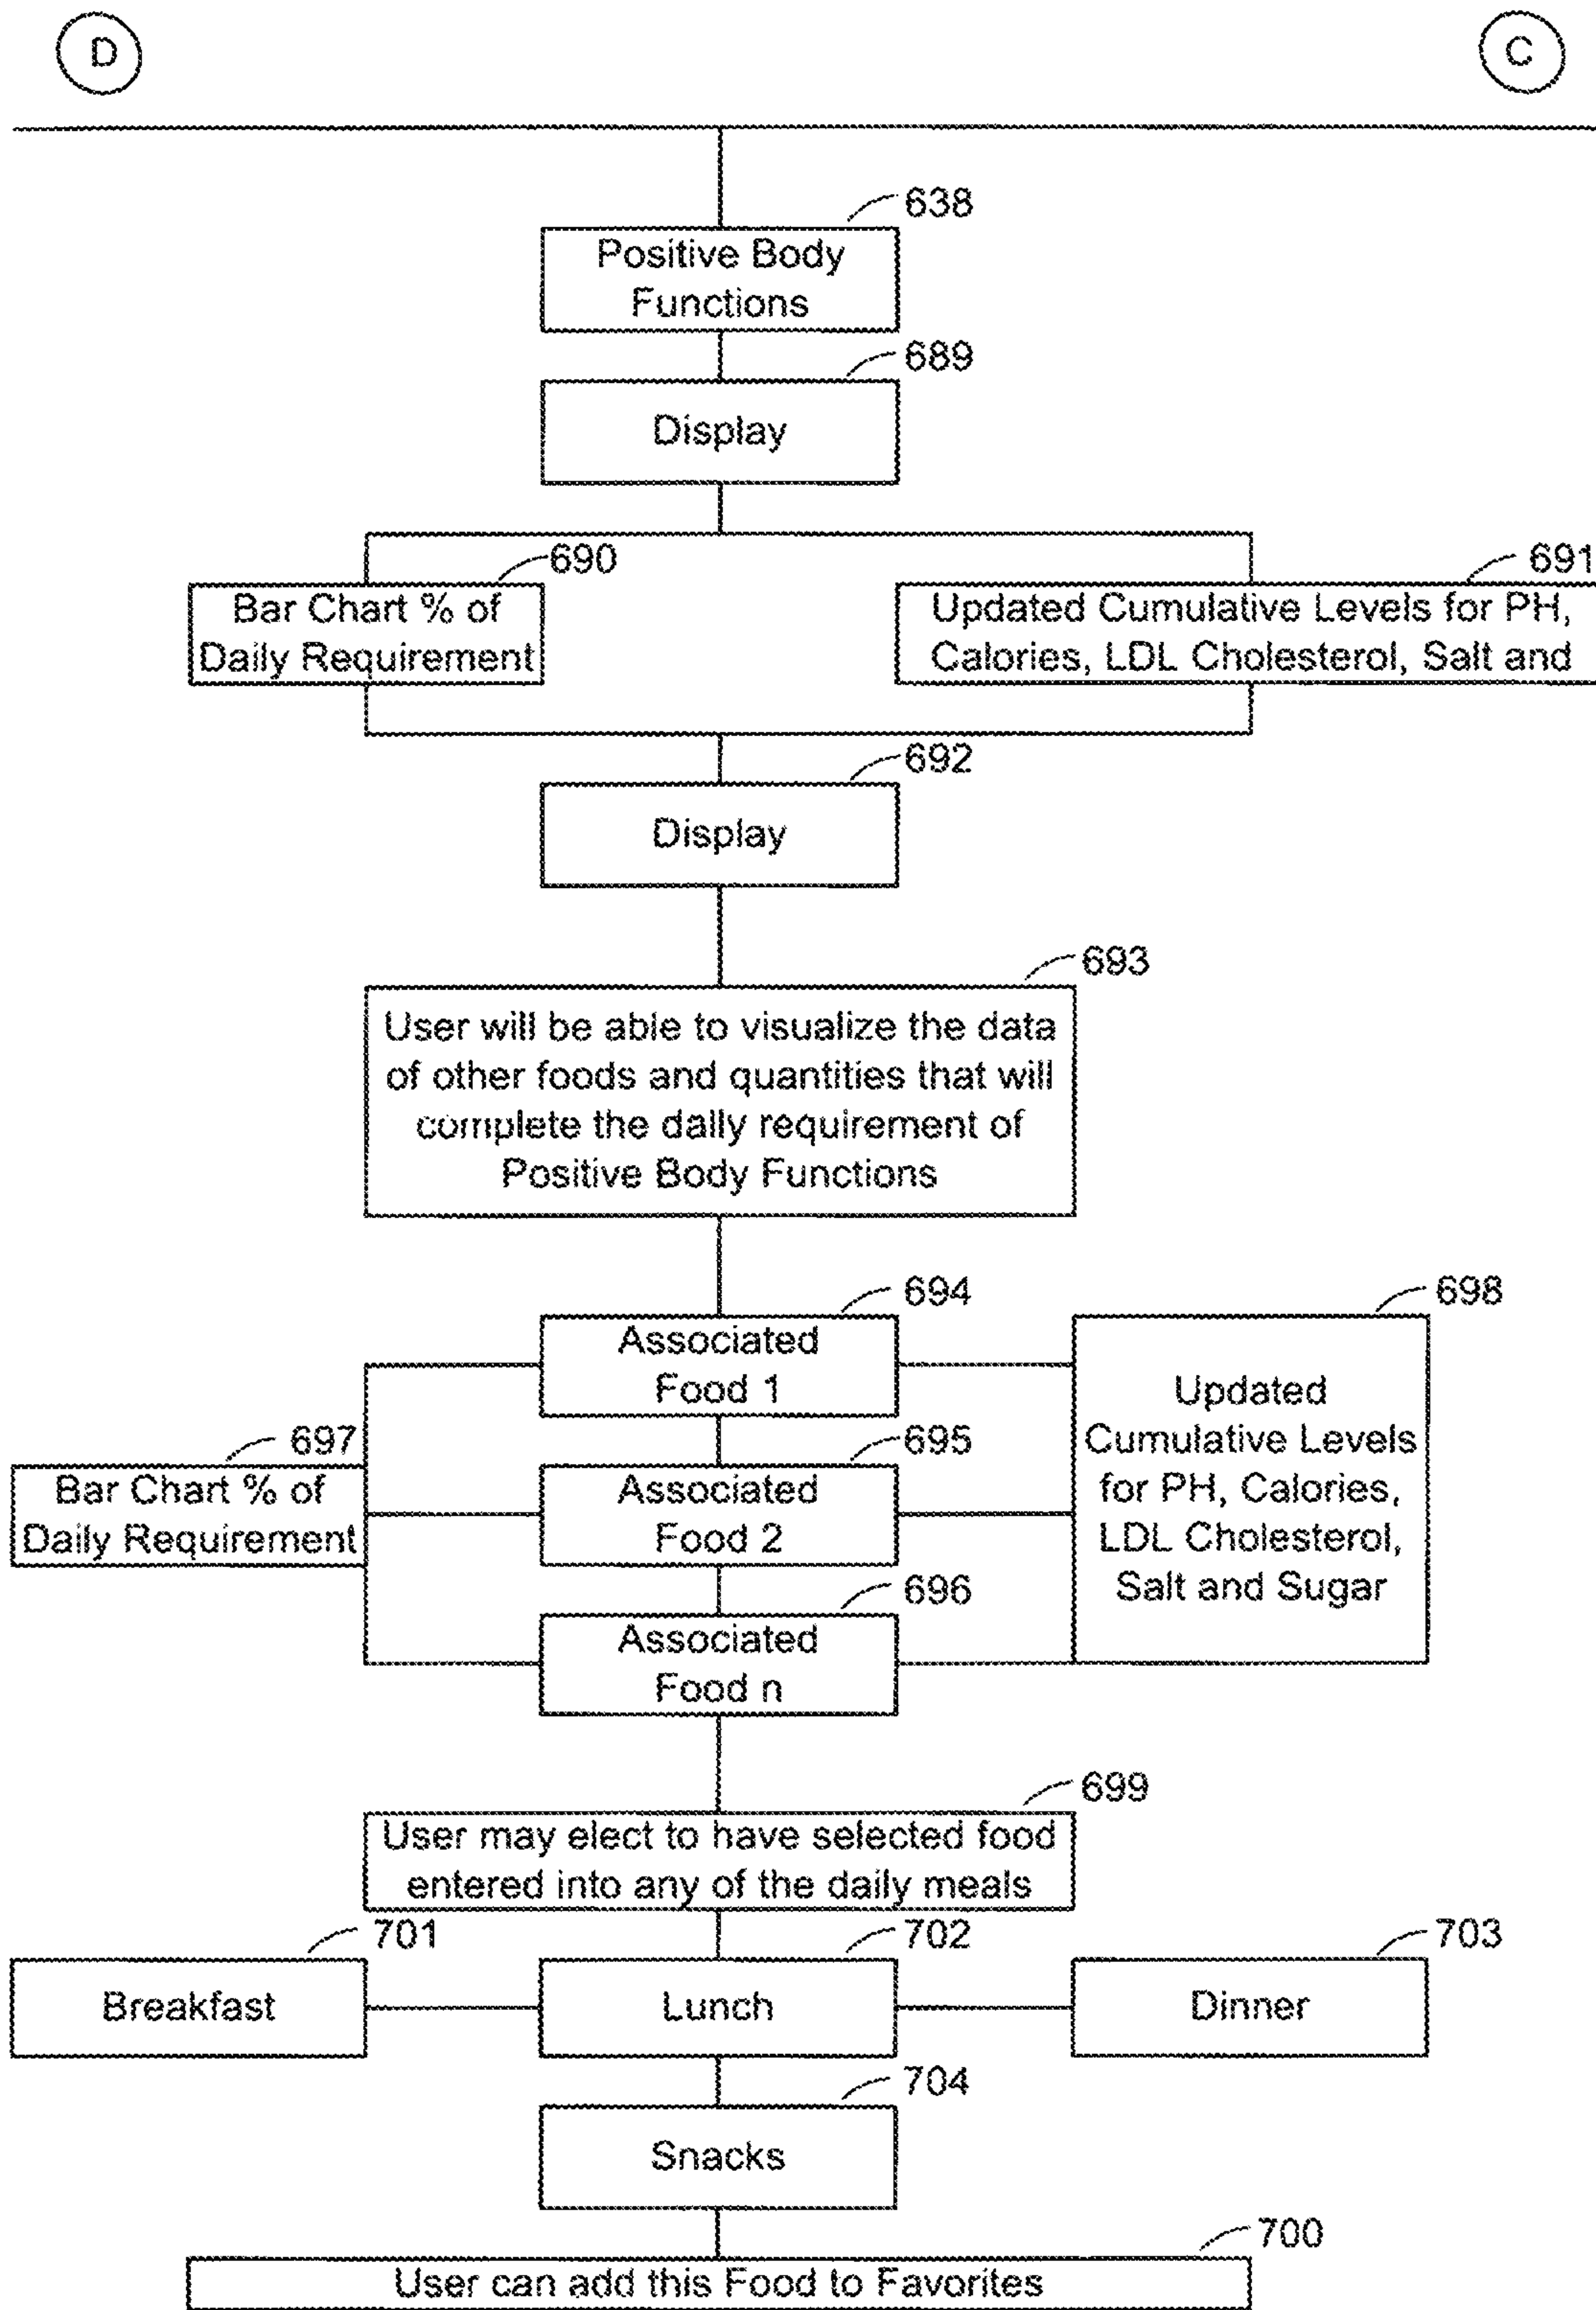 D
C
638
Positive Body
Functions
689
Display
690
Bar Chart % of
Daily Requirement
691
Updated Cumulative Levels for PH,
Calories, LDL Cholesterol, Salt and
692
Display
693
User will be able to visualize the data
of other foods and quantities that will
complete the daily requirement of
Positive Body Functions
694
Associated
Food 1
695
Associated
Food 2
696
Associated
Food n
697
Bar Chart % of
Daily Requirement
698
Updated
Cumulative Levels
for PH, Calories,
LDL Cholesterol,
Salt and Sugar
699
User may elect to have selected food
entered into any of the daily meals
701
Breakfast
702
Lunch
703
Dinner
704
Snacks
700
User can add this Food to Favorites